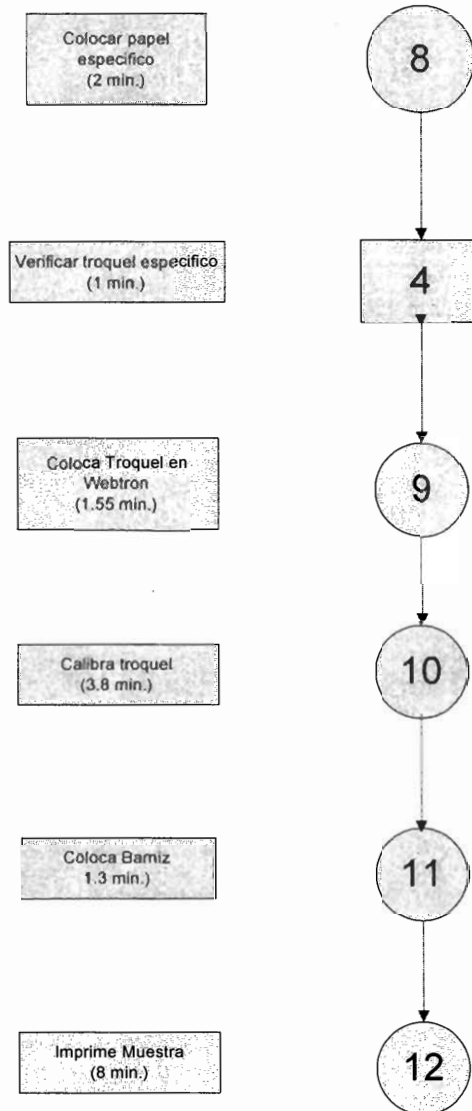 Colocar papel
especifico
(2 min.)
8
Verificar troquel especifico
(1 min.)
4
Coloca Troquel en
Webtron
(1.55 min.)
9
Calibra troquel
(3.8 min.)
10
Coloca Barniz
1.3 min.)
11
Imprime Muestra
(8 min.)
12